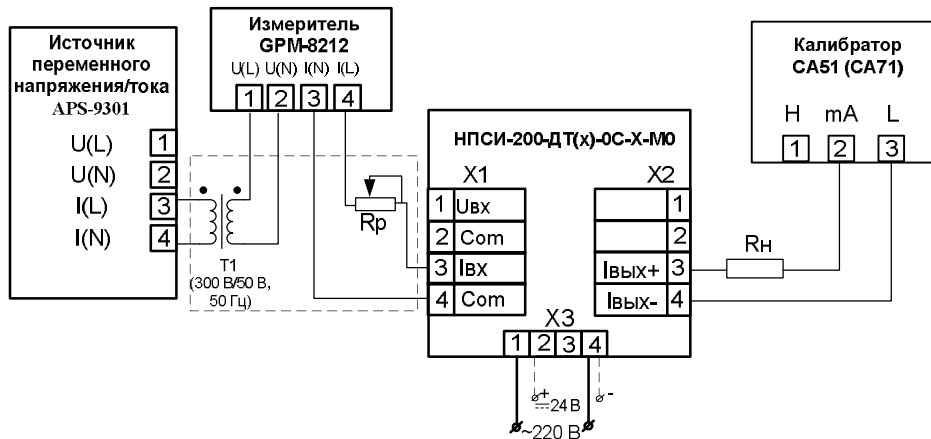 Источник
переменного
напряжения/тока
APS-9301
U(L) 1
U(N) 2
I(L) 3
I(N) 4
Измеритель
GPM-8212
U(L) U(N) I(N) I(L)
1 2 3 4
T1
(300 В/50 В,
50 Гц)
Rр
НПСИ-200-ДТ(х)-0С-Х-М0
X1
1 Uвх
2 Com
3 Iвх
4 Com
X2
1
2
Iвых+ 3
Iвых- 4
X3
1 2 3 4
+ -
24 В
~220 В
Rн
Калибратор
СА51 (СА71)
H mA L
1 2 3